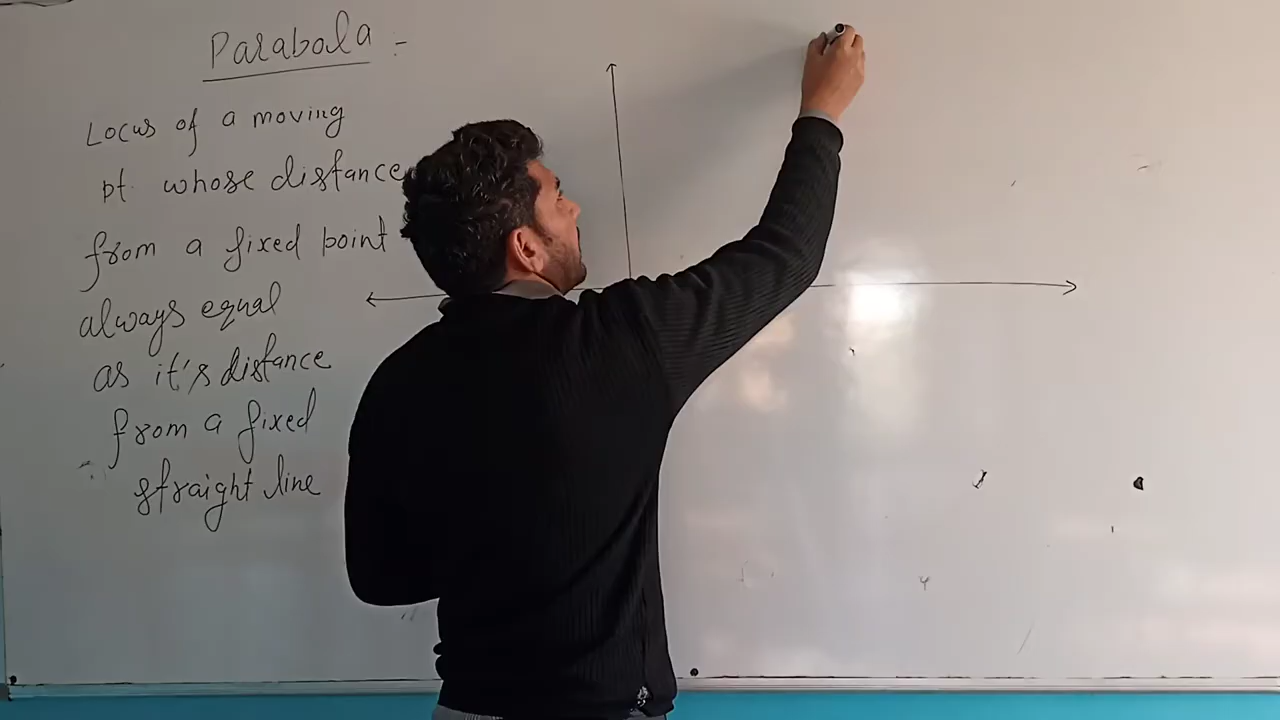 Parabola :-
Locus of a moving
pt. whose distance
from a fixed point
always equal
as it's distance
from a fixed
straight line